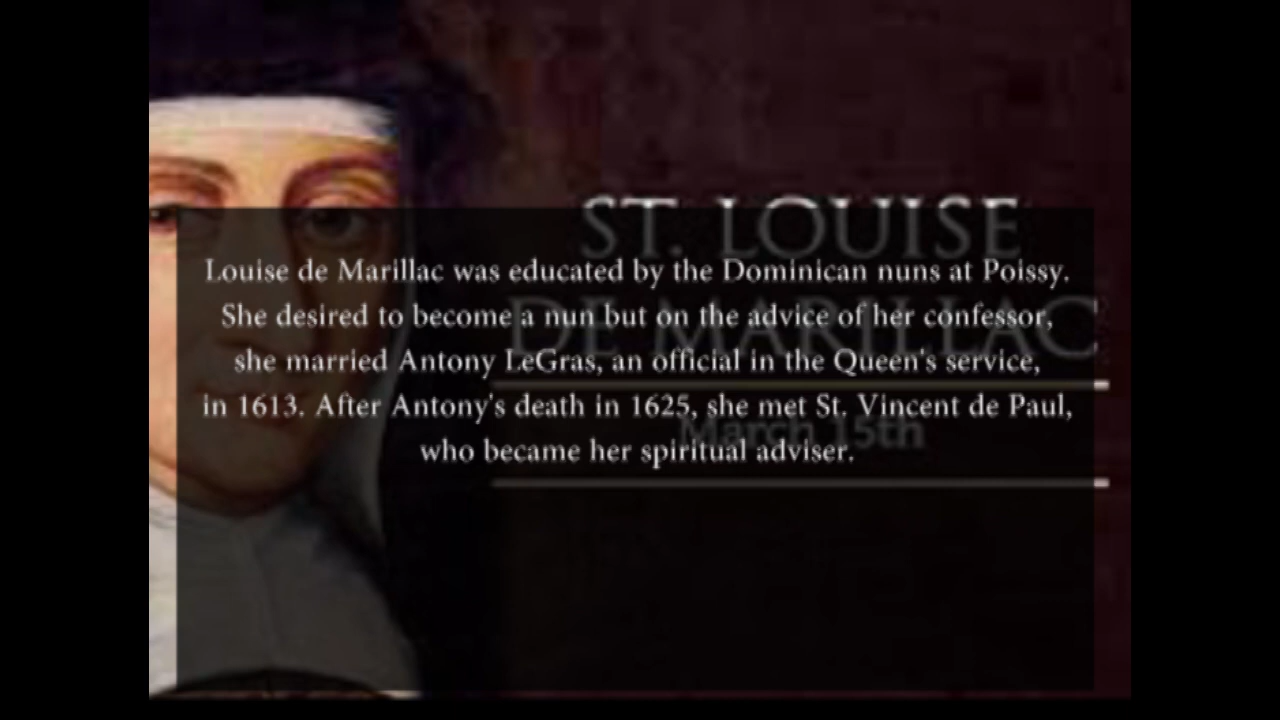 ST. LOUISE
DE MARILLAC
March 15th
Louise de Marillac was educated by the Dominican nuns at Poissy.
She desired to become a nun but on the advice of her confessor,
she married Antony LeGras, an official in the Queen's service,
in 1613. After Antony's death in 1625, she met St. Vincent de Paul,
who became her spiritual adviser.